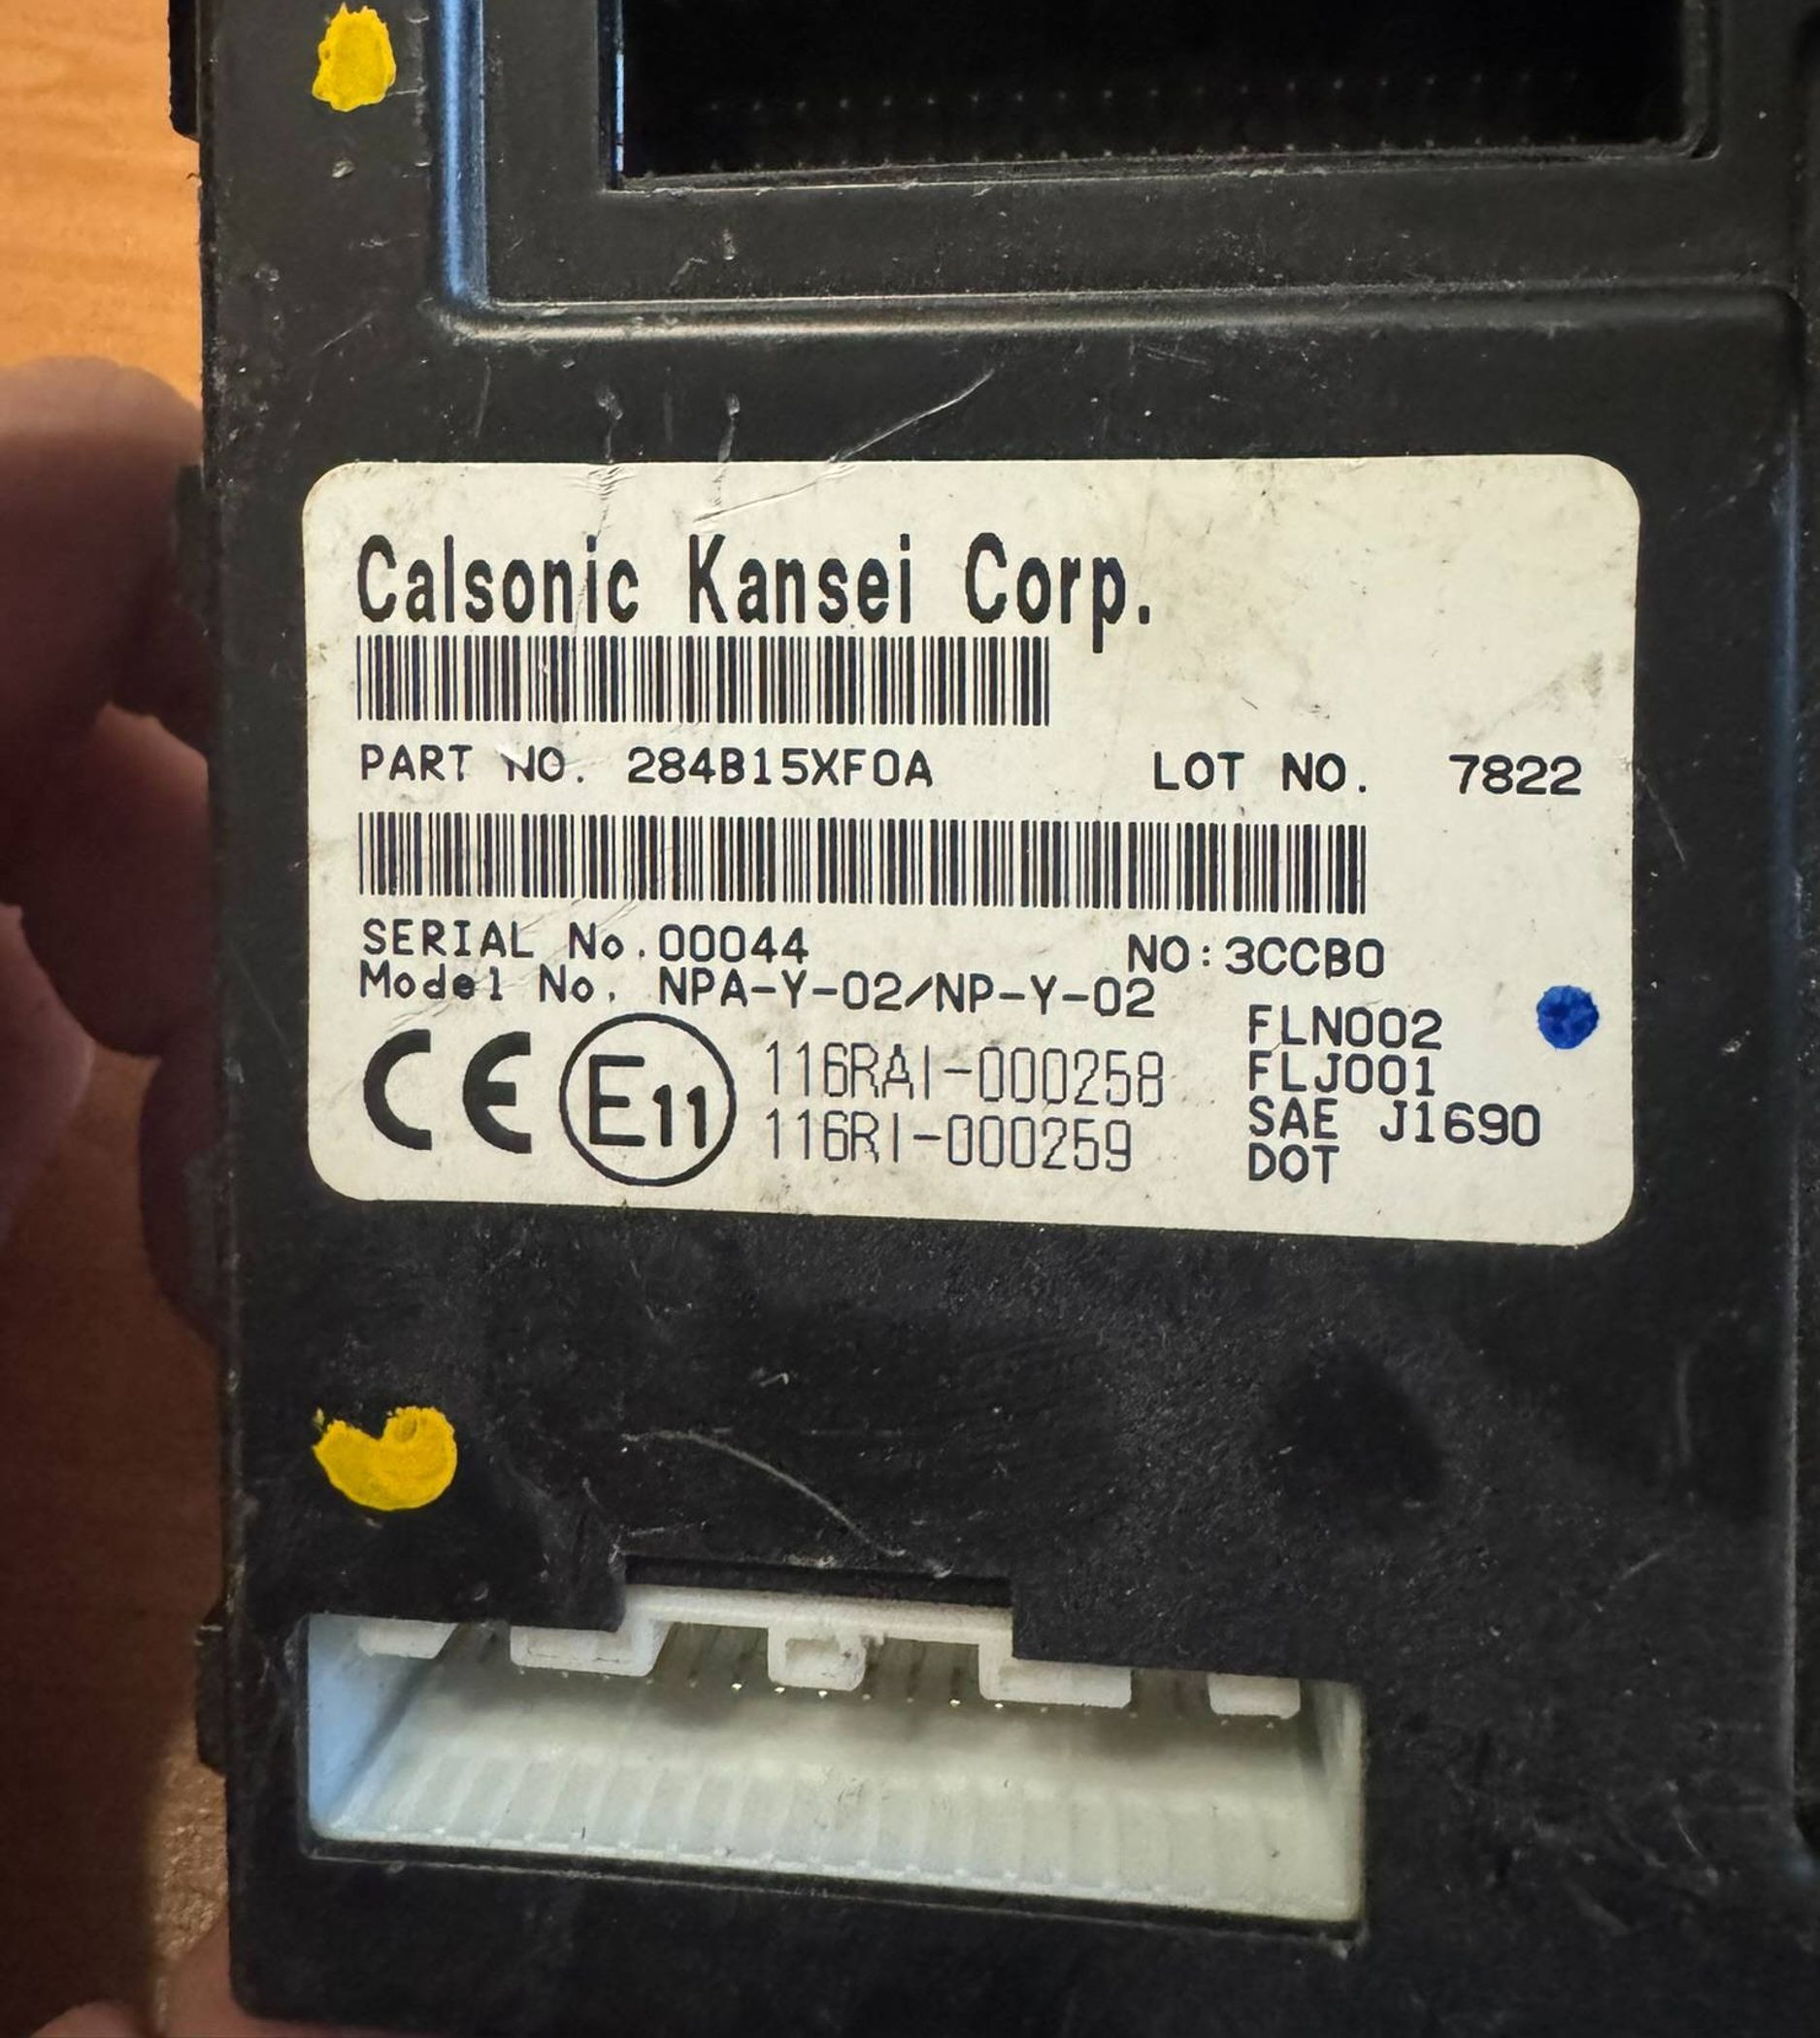 Calsonic Kansei Corp.
PART NO. 284B15XF0A LOT NO. 7822
SERIAL No.00044 NO:3CCB0
Model No. NPA-Y-02/NP-Y-02
CE E11 116RAI-000258 FLN002
116RI-000259 FLJ001
SAE J1690
DOT